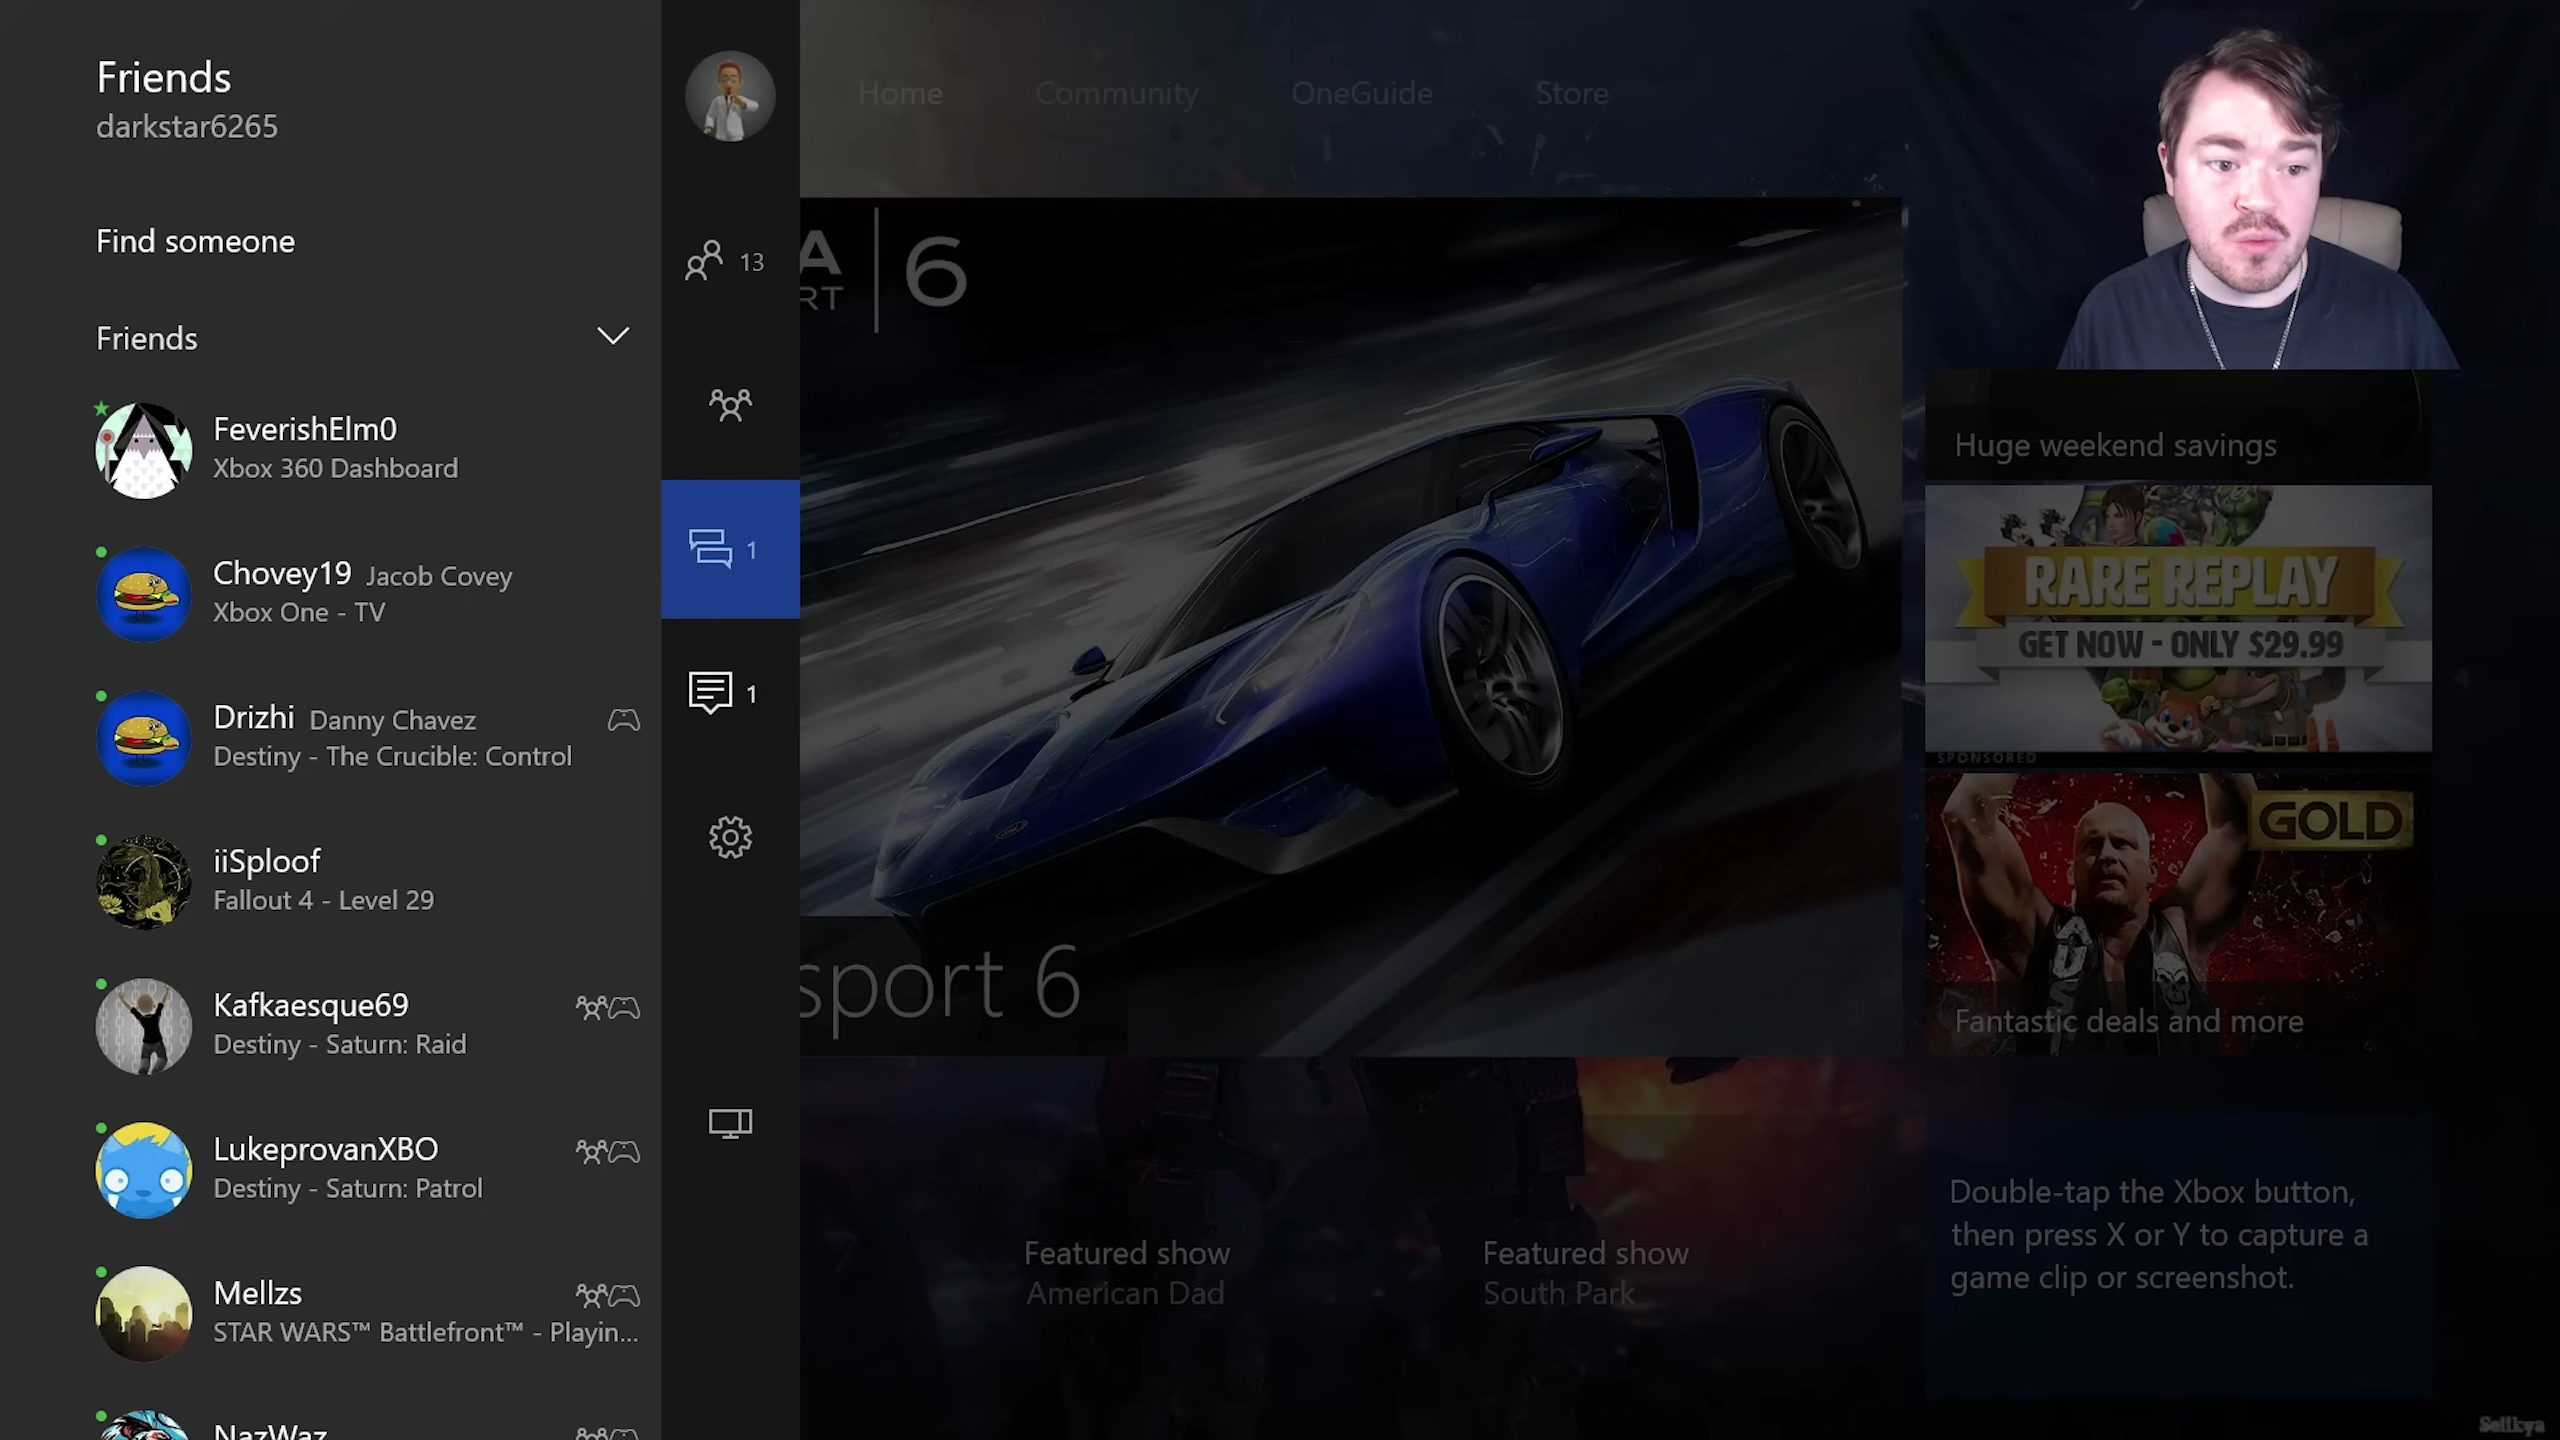 Friends
darkstar6265
Find someone
Friends
FeverishElm0
Xbox 360 Dashboard
Chovey19 Jacob Covey
Xbox One - TV
Drizhi Danny Chavez
Destiny - The Crucible: Control
iiSploof
Fallout 4 - Level 29
Kafkaesque69
Destiny - Saturn: Raid
LukeprovanXBO
Destiny - Saturn: Patrol
Mellzs
STAR WARS™ Battlefront™ - Playin...
NazWaz
13
1
1
Home Community OneGuide Store
A
RT
6
sport 6
Huge weekend savings
RARE REPLAY
GET NOW - ONLY $29.99
SPONSORED
GOLD
Fantastic deals and more
Featured show
American Dad
Featured show
South Park
Double-tap the Xbox button,
then press X or Y to capture a
game clip or screenshot.